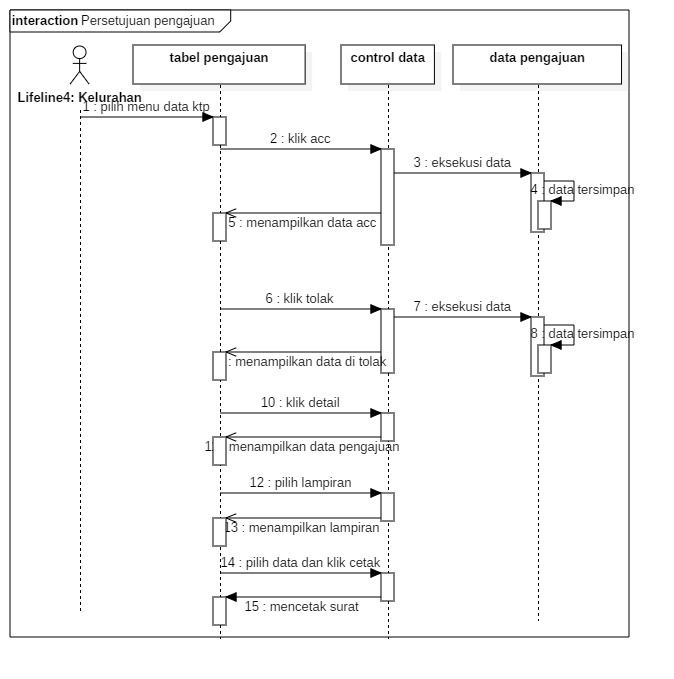 interaction Persetujuan pengajuan
tabel pengajuan
control data
data pengajuan
Lifeline4: Kelurahan
1 : pilih menu data ktp
2 : klik acc
3 : eksekusi data
4 : data tersimpan
5 : menampilkan data acc
6 : klik tolak
7 : eksekusi data
8 : data tersimpan
: menampilkan data di tolak
10 : klik detail
menampilkan data pengajuan
12 : pilih lampiran
13 : menampilkan lampiran
14 : pilih data dan klik cetak
15 : mencetak surat